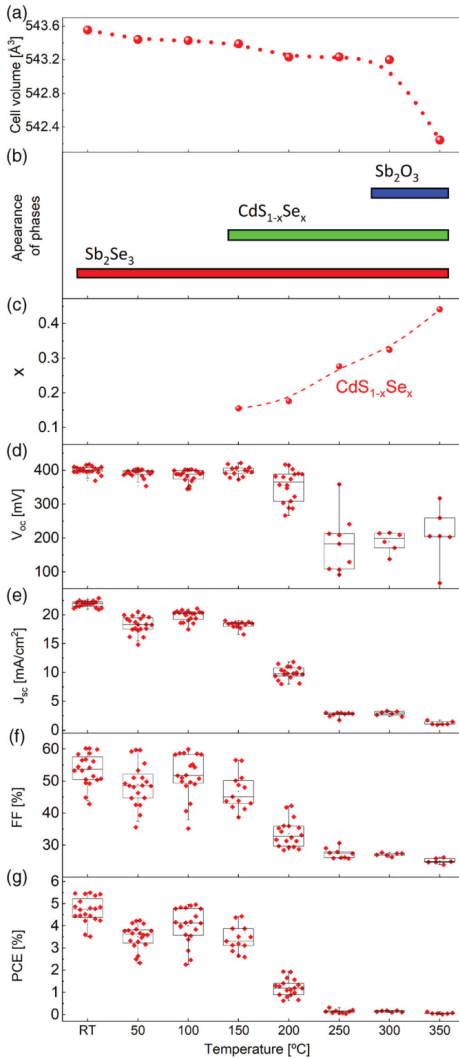 (a)
Cell volume [Å³]
543.6
543.2
542.8
542.4
(b)
Apearance
of phases
Sb₂O₃
CdS₁₋ₓSeₓ
Sb₂Se₃
(c)
x
0.4
0.3
0.2
0.1
CdS₁₋ₓSeₓ
(d)
V_oc [mV]
400
300
200
100
(e)
J_sc [mA/cm²]
20
15
10
5
0
(f)
FF [%]
60
50
40
30
(g)
PCE [%]
6
5
4
3
2
1
0
RT 50 100 150 200 250 300 350
Temperature [ºC]